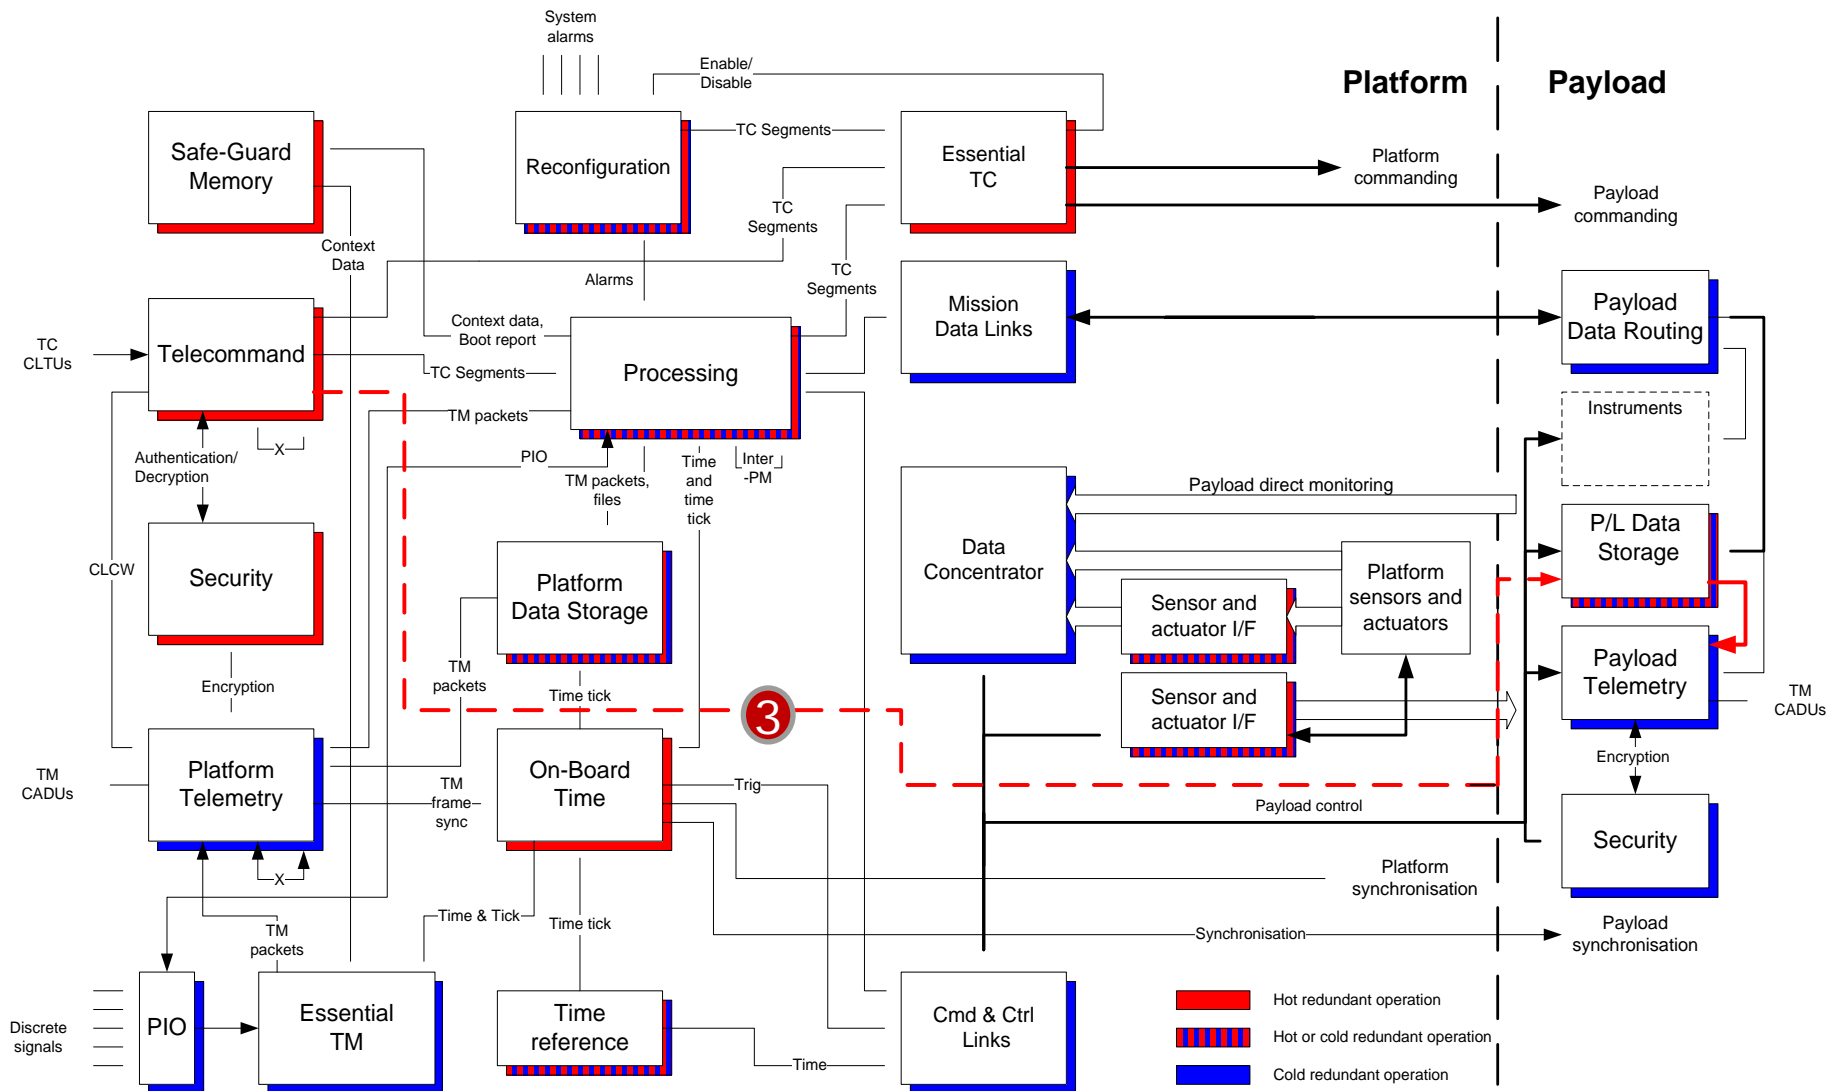 System
alarms
Enable/
Disable
Platform
Payload
Safe-Guard
Memory
Reconfiguration
TC Segments
Essential
TC
Platform
commanding
Payload
commanding
TC
Segments
Context
Data
Alarms
TC
Segments
Mission
Data Links
Payload
Data Routing
TC
CLTUs
Telecommand
Context data,
Boot report
TC Segments
Processing
TM packets
Instruments
X
Authentication/
Decryption
PIO
TM packets,
files
Time
and
time
tick
Inter
-PM
Payload direct monitoring
CLCW
Security
Platform
Data Storage
Data
Concentrator
Sensor and
actuator I/F
Platform
sensors and
actuators
P/L Data
Storage
Encryption
TM
packets
Time tick
3
Sensor and
actuator I/F
Payload
Telemetry
TM
CADUs
TM
CADUs
Platform
Telemetry
TM
frame
sync
On-Board
Time
Trig
Payload control
Encryption
Security
X
Platform
synchronisation
TM
packets
Time & Tick
Time tick
Synchronisation
Payload
synchronisation
Discrete
signals
PIO
Essential
TM
Time
reference
Time
Cmd & Ctrl
Links
Hot redundant operation
Hot or cold redundant operation
Cold redundant operation